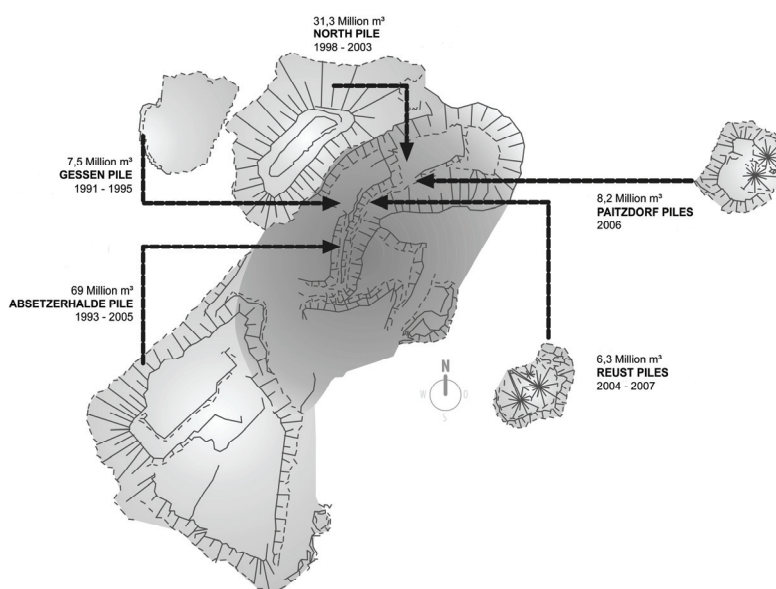 31,3 Million m³
NORTH PILE
1998 - 2003
7,5 Million m³
GESSEN PILE
1991 - 1995
8,2 Million m³
PAITZDORF PILES
2006
69 Million m³
ABSETZERHALDE PILE
1993 - 2005
6,3 Million m³
REUST PILES
2004 - 2007
N
W O
S